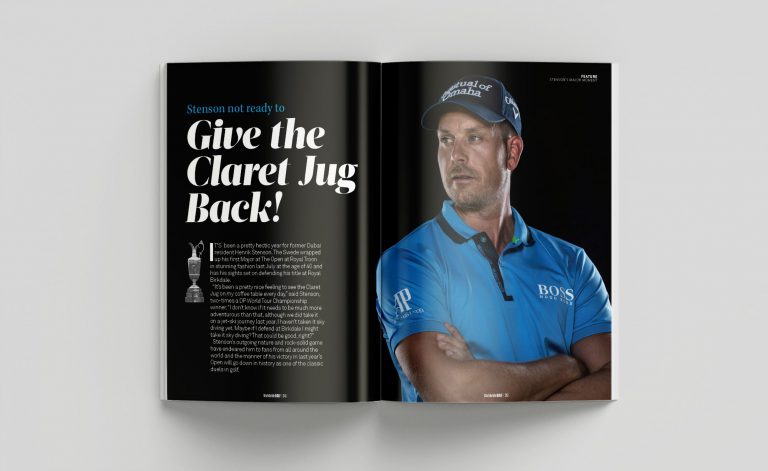 Stenson not ready to
Give the
Claret Jug
Back!
IT'S been a pretty hectic year for former Dubai
resident Henrik Stenson. The Swede wrapped
up his first Major at The Open at Royal Troon
in stunning fashion last July at the age of 40 and
has his sights set on defending his title at Royal
Birkdale.
"It's been a pretty nice feeling to see the Claret
Jug on my coffee table every day," said Stenson,
two-times a DP World Tour Championship
winner. "I don't know if it needs to be much more
adventurous than that, although we did take it
on a jet-ski journey last year. I haven't taken it sky
diving yet. Maybe if I defend at Birkdale I might
take it sky diving? That could be good, right?"
Stenson's outgoing nature and rock-solid game
have endeared him to fans from all around the
world and the manner of his victory in last year's
Open will go down in history as one of the classic
duels in golf.
FEATURE
STENSON'S MAJOR MOMENT
Mutual of
Omaha
AP
BOSS
HUGO BOSS